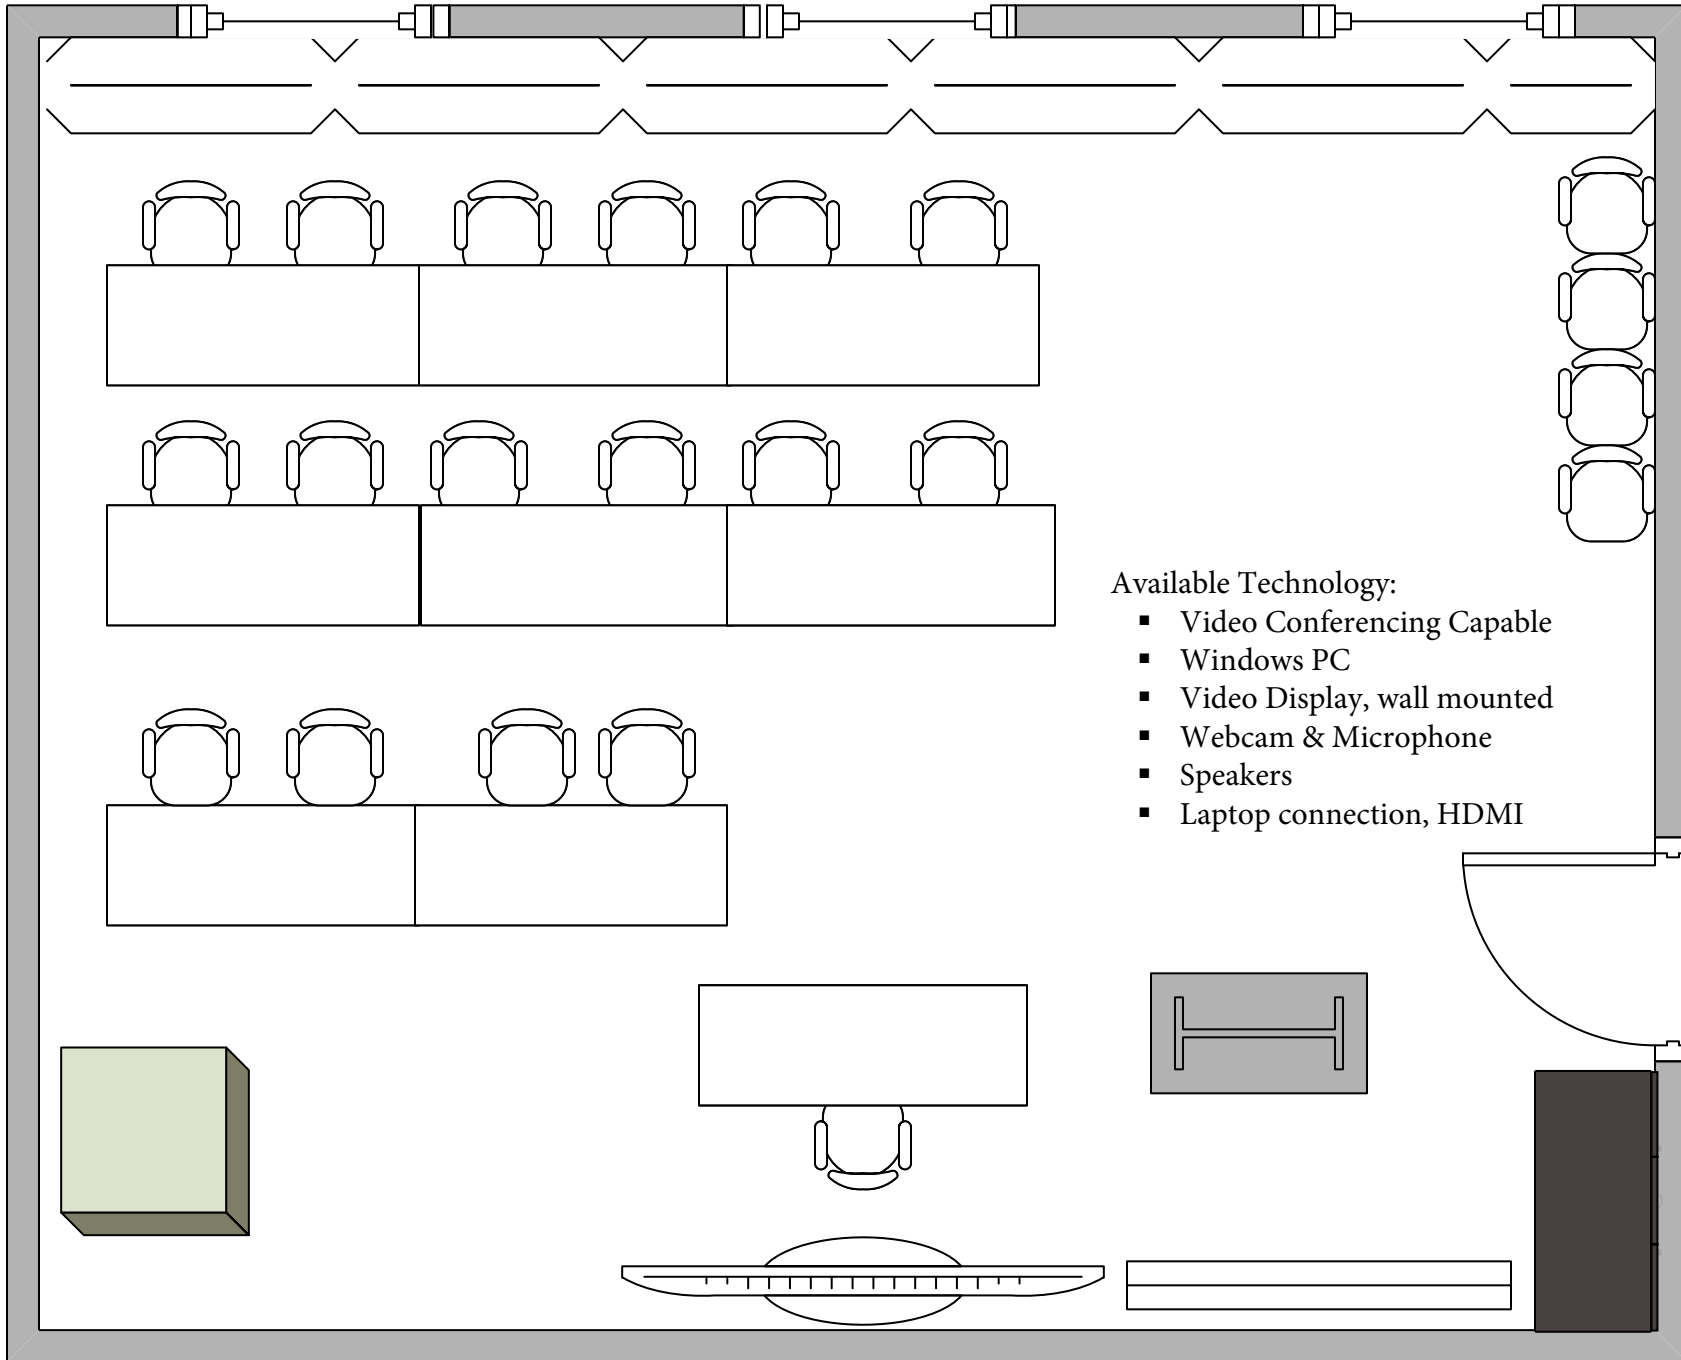 Available Technology:
▪ Video Conferencing Capable
▪ Windows PC
▪ Video Display, wall mounted
▪ Webcam & Microphone
▪ Speakers
▪ Laptop connection, HDMI